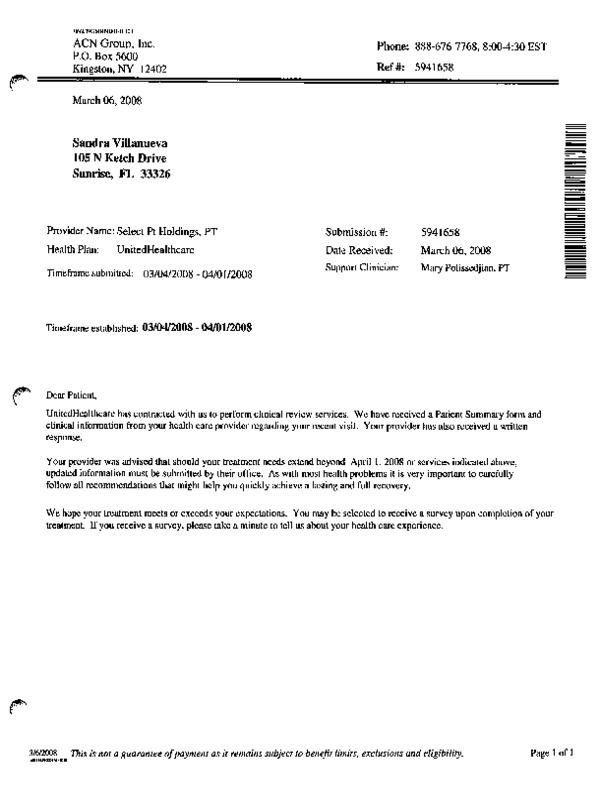 ACN Group, Inc.
P.O. Box 5600
Kingston, NY 12402
Phone: 888-676 7768, 8:00-4:30 EST
Ref #: 5941658
March 06, 2008
Sandra Villanueva
105 N Ketch Drive
Sunrise, FL 33326
Provider Name: Select Pt Holdings, PT
Health Plan: UnitedHealthcare
Timeframe submitted: 03/04/2008 - 04/01/2008
Submission #: 5941658
Date Received: March 06, 2008
Support Clinician: Mary Polissedjian, PT
Timeframe established: 03/04/2008 - 04/01/2008
Dear Patient,
UnitedHealthcare has contracted with us to perform clinical review services. We have received a Patient Summary form and
clinical information from your health care provider regarding your recent visit. Your provider has also received a written
response.
Your provider was advised that should your treatment needs extend beyond April 1, 2008 or services indicated above,
updated information must be submitted by their office. As with most health problems it is very important to carefully
follow all recommendations that might help you quickly achieve a lasting and full recovery.
We hope your treatment meets or exceeds your expectations. You may be selected to receive a survey upon completion of your
treatment. If you receive a survey, please take a minute to tell us about your health care experience.
3/6/2008 This is not a guarantee of payment as it remains subject to benefit limits, exclusions and eligibility. Page 1 of 1